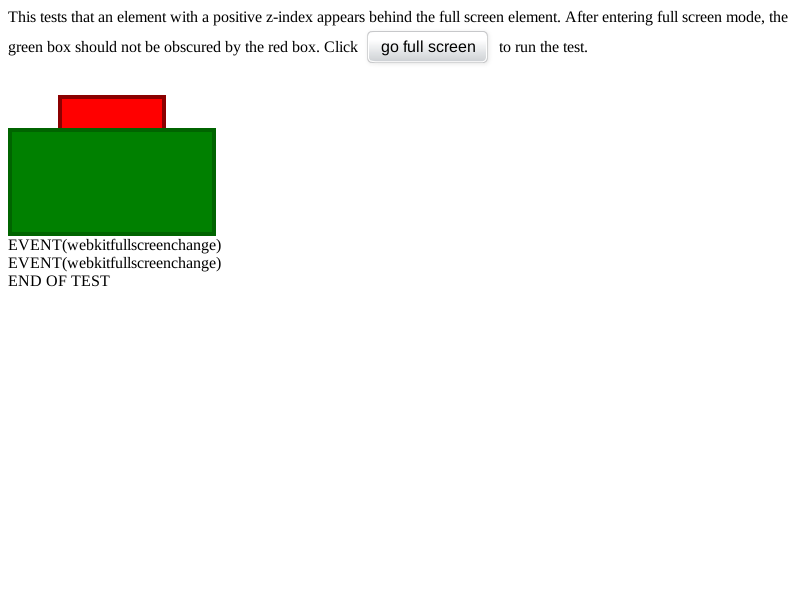 This tests that an element with a positive z-index appears behind the full screen element. After entering full screen mode, the
green box should not be obscured by the red box. Click go full screen to run the test.
EVENT(webkitfullscreenchange)
EVENT(webkitfullscreenchange)
END OF TEST